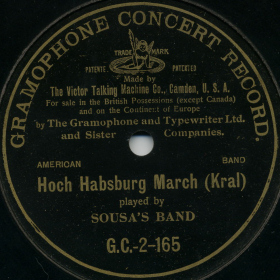 GRAMOPHONE CONCERT RECORD.
TRADE MARK
PATENTE PATENTED
Made by
The Victor Talking Machine Co., Camden, U. S. A.
For sale in the British Possessions (except Canada)
and on the Continent of Europe
by The Gramophone and Typewriter Ltd.
and Sister Companies.
AMERICAN BAND
Hoch Habsburg March (Kral)
played by
SOUSA'S BAND
G.C.-2-165